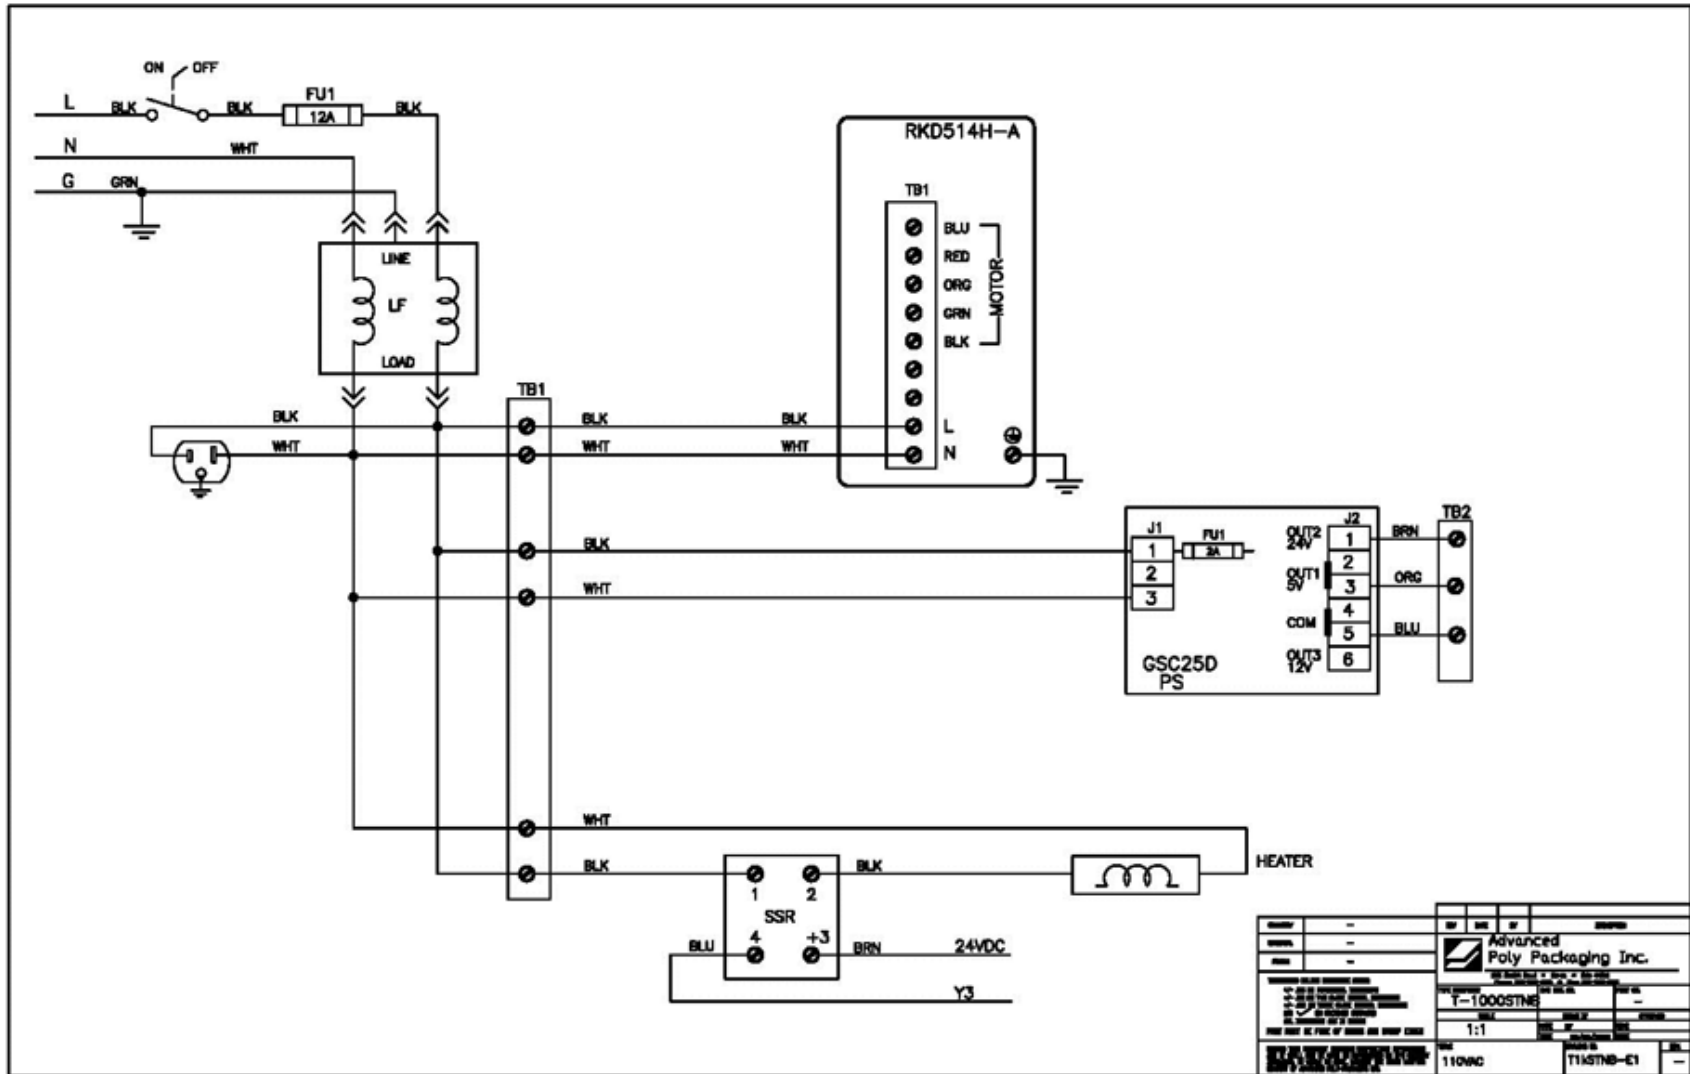 ON OFF
L BLK BLK FU1 12A BLK
N WHT
G GRN
LINE
LF
LOAD
RKD514H-A
TB1
BLU
RED
ORG
GRN
BLK
MOTOR
L
N
TB1
BLK BLK BLK
WHT WHT WHT
BLK
WHT
J1
1
2
3
FU1
2A
GSC25D
PS
J2
OUT2
24V
OUT1
5V
COM
OUT3
12V
1
2
3
4
5
6
BRN
ORG
BLU
TB2
WHT
BLK
1 2
SSR
4 +3
BLK
HEATER
BLU
BRN 24VDC
Y3
Advanced
Poly Packaging Inc.
T-1000STNB
1:1
110VAC
T1kSTNB-E1